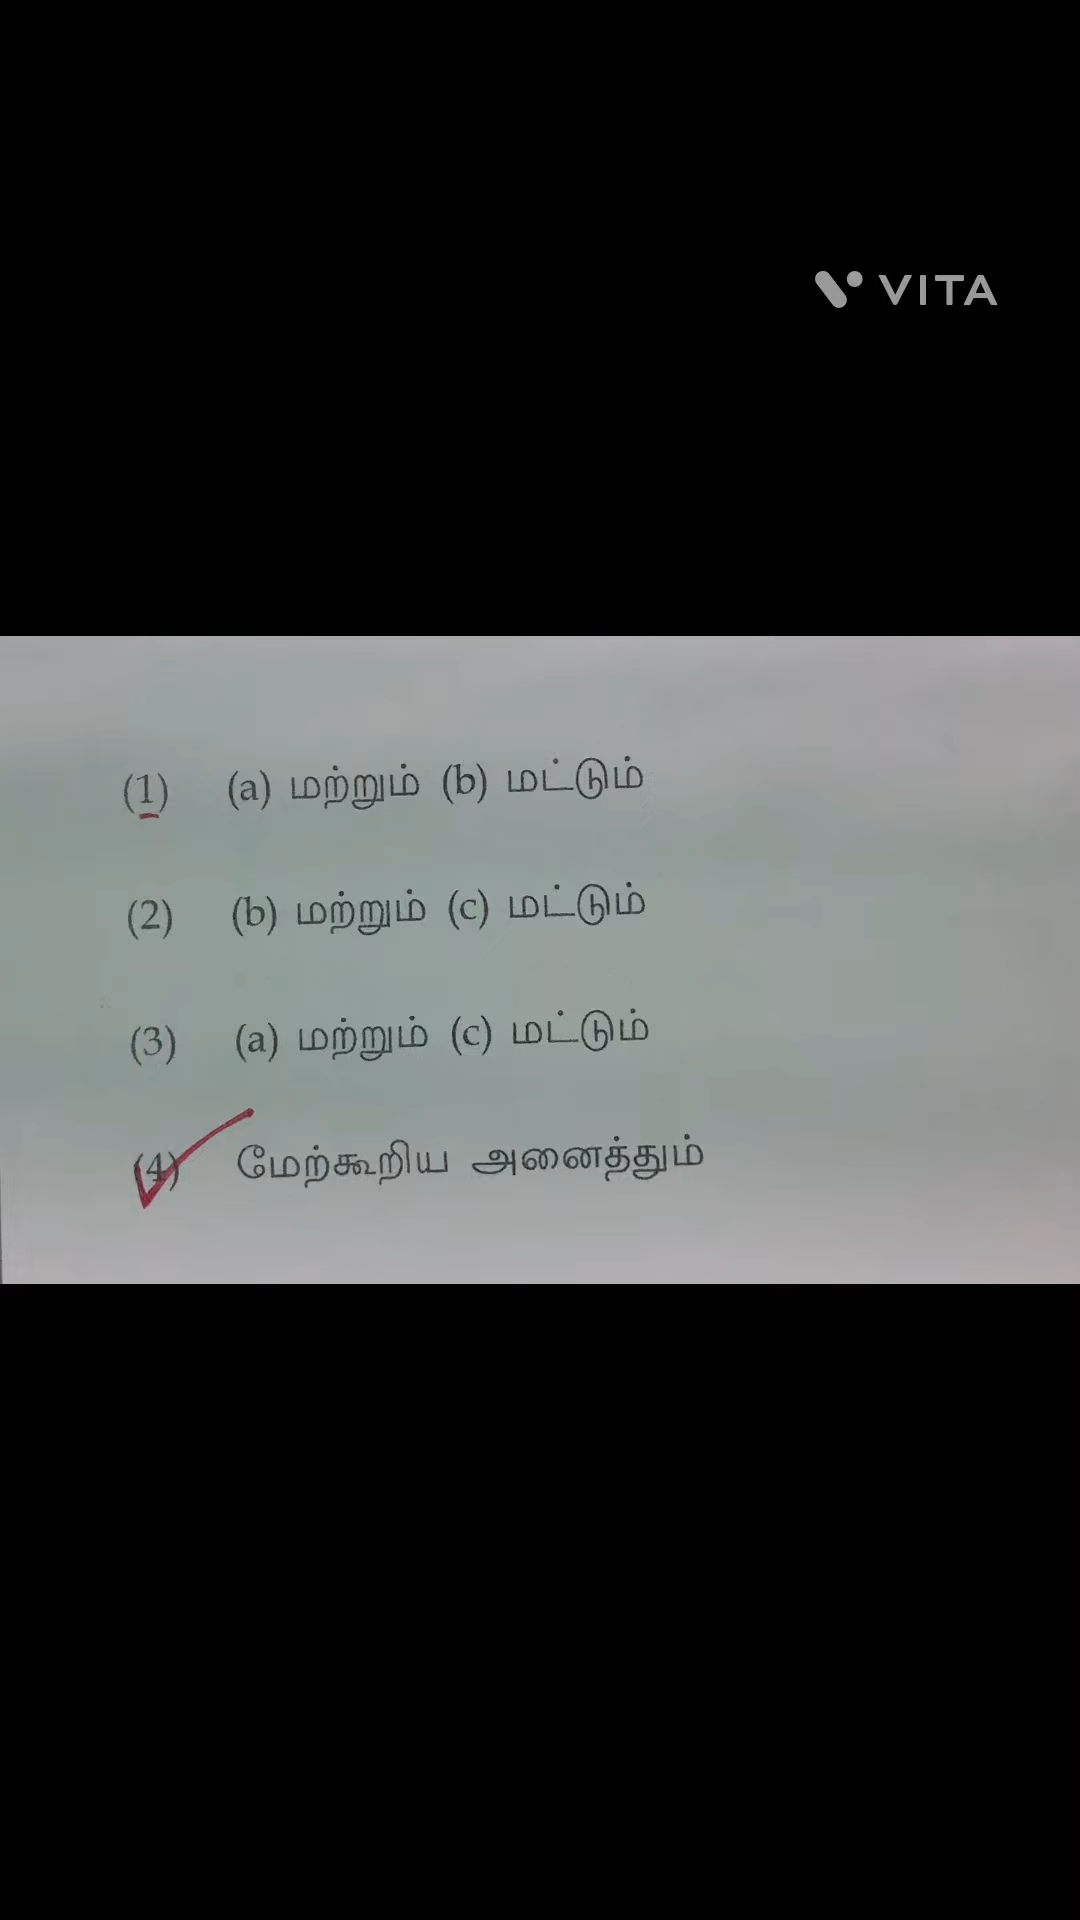 VITA
(1) (a) மற்றும் (b) மட்டும்
(2) (b) மற்றும் (c) மட்டும்
(3) (a) மற்றும் (c) மட்டும்
(4) மேற்கூறிய அனைத்தும்